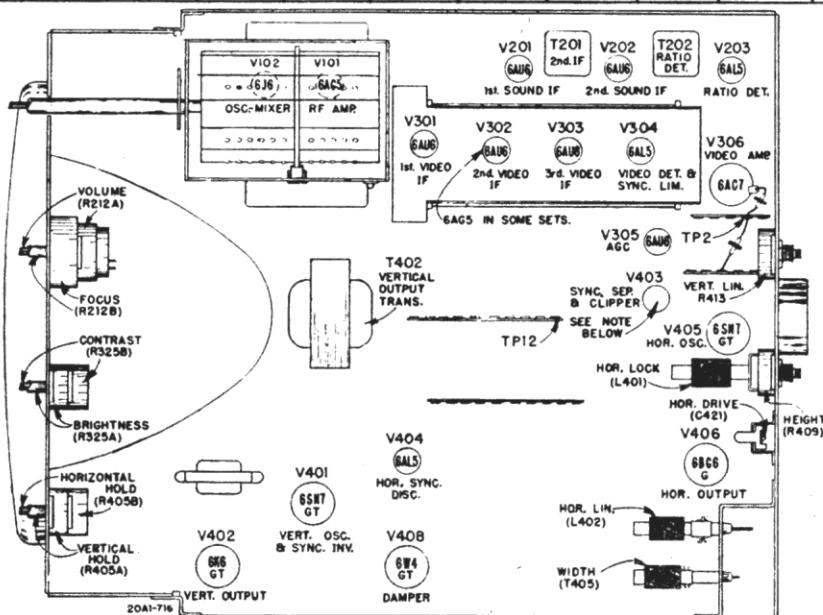 V201
6AU6
1st. SOUND IF
T201
2nd. IF
V202
6AU6
2nd. SOUND IF
T202
RATIO
DET.
V203
6AL5
RATIO DET.
V102
6J6
OSC-MIXER
V101
6AG5
RF AMP.
V301
6AU6
1st. VIDEO
IF
V302
6AU6
2nd. VIDEO
IF
V303
6AU6
3rd. VIDEO
IF
V304
6AL5
VIDEO DET. &
SYNC. LIM.
V306
VIDEO AMP
6AC7
6AG5 IN SOME SETS.
V305
AGC
6AU6
TP2
VOLUME
(R212A)
FOCUS
(R212B)
T402
VERTICAL
OUTPUT
TRANS.
V403
SYNC. SEP.
& CLIPPER
SEE NOTE
BELOW
VERT. LIN.
R413
TP12
V405
HOR. OSC.
6SN7
GT
CONTRAST
(R325B)
BRIGHTNESS
(R325A)
HOR. LOCK
(L401)
HOR. DRIVE
(C421)
HEIGHT
(R409)
V404
6AL5
HOR. SYNC.
DISC.
V406
6BG6
G
HOR. OUTPUT
HORIZONTAL
HOLD
(R405B)
VERTICAL
HOLD
(R405A)
V401
6SN7
GT
VERT. OSC.
& SYNC. INV.
V402
6K6
GT
VERT. OUTPUT
V408
6W4
GT
DAMPER
HOR. LIN.
(L402)
WIDTH
(T405)
20A1-716